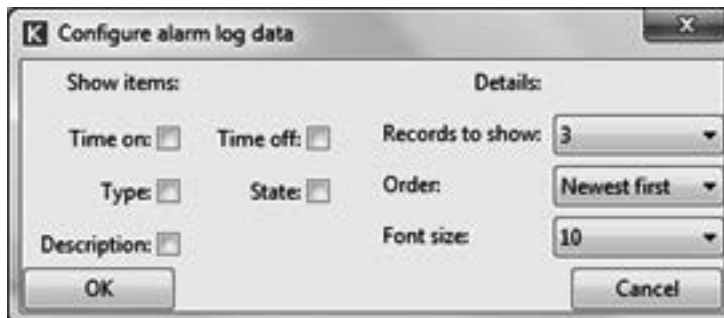 K Configure alarm log data x
Show items: Details:
Time on: Time off: Records to show: 3
Type: State: Order: Newest first
Description: Font size: 10
OK Cancel